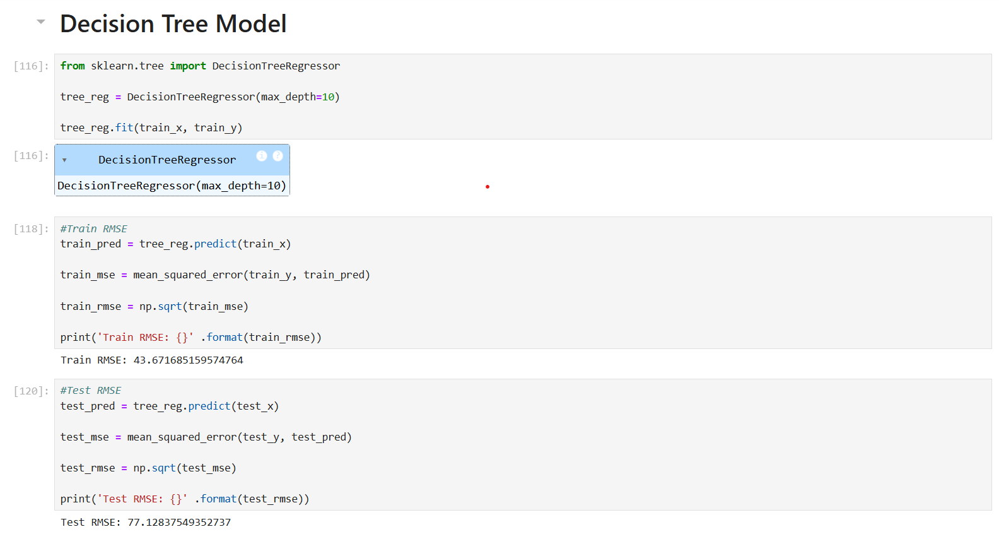 Decision Tree Model
[116]: from sklearn.tree import DecisionTreeRegressor
tree_reg = DecisionTreeRegressor(max_depth=10)
tree_reg.fit(train_x, train_y)
[116]: DecisionTreeRegressor i ?
DecisionTreeRegressor(max_depth=10)
[118]: #Train RMSE
train_pred = tree_reg.predict(train_x)
train_mse = mean_squared_error(train_y, train_pred)
train_rmse = np.sqrt(train_mse)
print('Train RMSE: {}' .format(train_rmse))
Train RMSE: 43.671685159574764
[120]: #Test RMSE
test_pred = tree_reg.predict(test_x)
test_mse = mean_squared_error(test_y, test_pred)
test_rmse = np.sqrt(test_mse)
print('Test RMSE: {}' .format(test_rmse))
Test RMSE: 77.12837549352737